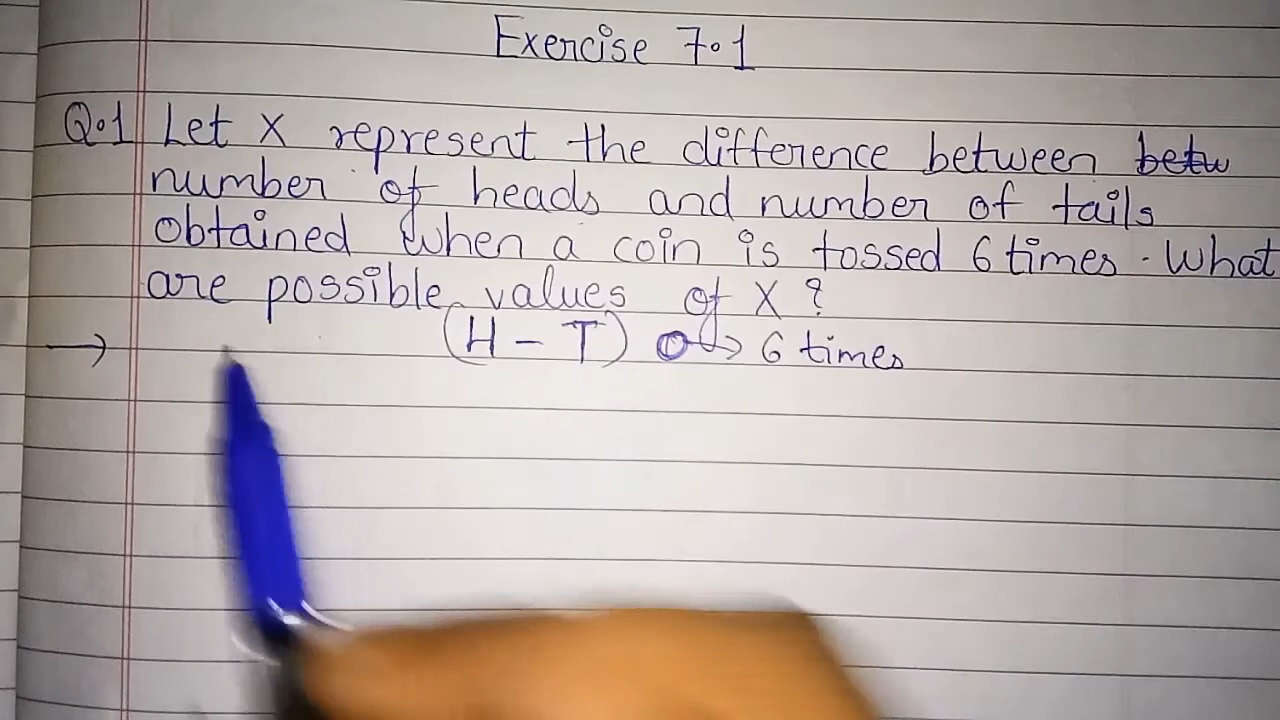 Exercise 7.1
Q.1 Let X represent the difference between betw
number of heads and number of tails
obtained when a coin is tossed 6 times. What
are possible values of X ?
→ (H - T) → 6 times